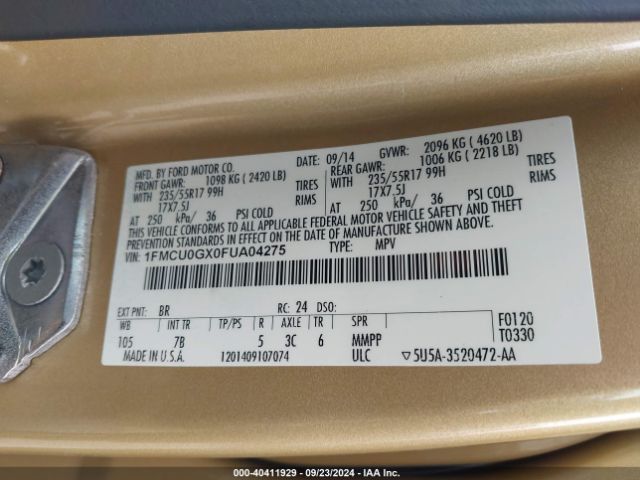 MFD. BY FORD MOTOR CO.
DATE: 09/14 GVWR: 2096 KG ( 4620 LB)
FRONT GAWR: 1098 KG ( 2420 LB) REAR GAWR: 1006 KG ( 2218 LB)
WITH 235/55R17 99H TIRES WITH 235/55R17 99H TIRES
17X7.5J RIMS 17X7.5J RIMS
AT 250 kPa/ 36 PSI COLD AT 250 kPa/ 36 PSI COLD
THIS VEHICLE CONFORMS TO ALL APPLICABLE FEDERAL MOTOR VEHICLE SAFETY AND THEFT
PREVENTION STANDARDS IN EFFECT ON THE DATE OF MANUFACTURE SHOWN ABOVE.
VIN: 1FMCU0GX0FUA04275 TYPE: MPV
EXT PNT: BR RC: 24 DSO:
WB INT TR TP/PS R AXLE TR SPR F0120
105 7B 5 3C 6 MMPP T0330
MADE IN U.S.A. 1201409107074 ULC ▽5U5A-3520472-AA
00-40411929 - 09/23/2024 - IAA Inc.